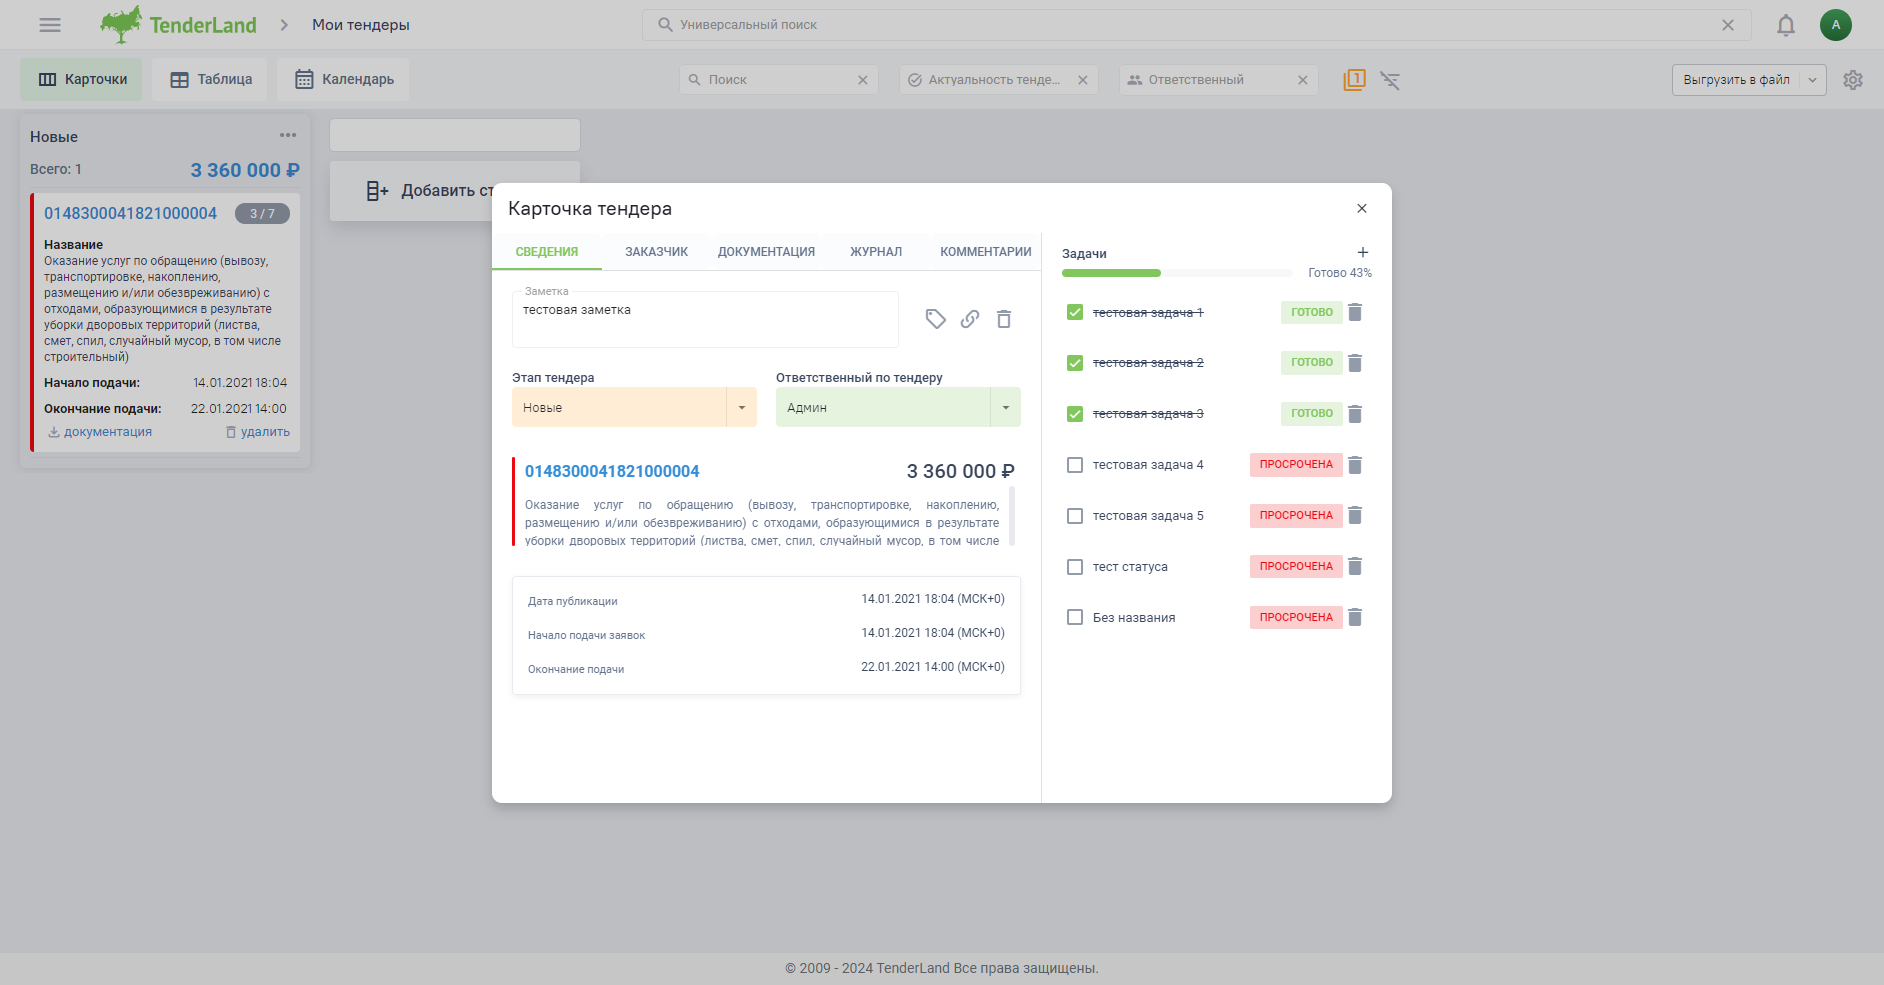 TenderLand
Мои тендеры
Универсальный поиск
A
Карточки
Таблица
Календарь
Поиск
Актуальность тенде...
Ответственный
1
Выгрузить в файл
Новые
Всего: 1
3 360 000 ₽
0148300041821000004
3 / 7
Название
Оказание услуг по обращению (вывозу,
транспортировке, накоплению,
размещению и/или обезвреживанию) с
отходами, образующимися в результате
уборки дворовых территорий (листва,
смет, спил, случайный мусор, в том числе
строительный)
Начало подачи: 14.01.2021 18:04
Окончание подачи: 22.01.2021 14:00
документация
удалить
Добавить ст
Карточка тендера
СВЕДЕНИЯ
ЗАКАЗЧИК
ДОКУМЕНТАЦИЯ
ЖУРНАЛ
КОММЕНТАРИИ
Заметка
тестовая заметка
Этап тендера
Новые
Ответственный по тендеру
Админ
0148300041821000004
3 360 000 ₽
Оказание услуг по обращению (вывозу, транспортировке, накоплению,
размещению и/или обезвреживанию) с отходами, образующимися в результате
уборки дворовых территорий (листва, смет, спил, случайный мусор, в том числе
Дата публикации 14.01.2021 18:04 (МСК+0)
Начало подачи заявок 14.01.2021 18:04 (МСК+0)
Окончание подачи 22.01.2021 14:00 (МСК+0)
Задачи
Готово 43%
тестовая задача 1 ГОТОВО
тестовая задача 2 ГОТОВО
тестовая задача 3 ГОТОВО
тестовая задача 4 ПРОСРОЧЕНА
тестовая задача 5 ПРОСРОЧЕНА
тест статуса ПРОСРОЧЕНА
Без названия ПРОСРОЧЕНА
© 2009 - 2024 TenderLand Все права защищены.